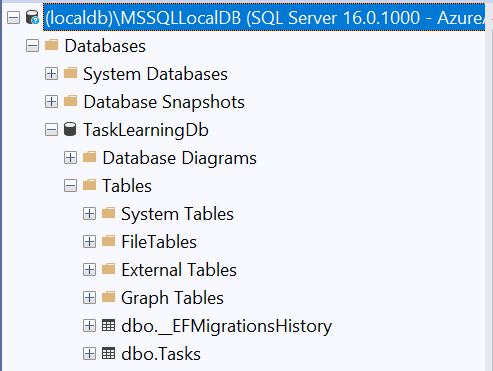 (localdb)\MSSQLLocalDB (SQL Server 16.0.1000 - Azure
Databases
System Databases
Database Snapshots
TaskLearningDb
Database Diagrams
Tables
System Tables
FileTables
External Tables
Graph Tables
dbo.__EFMigrationsHistory
dbo.Tasks